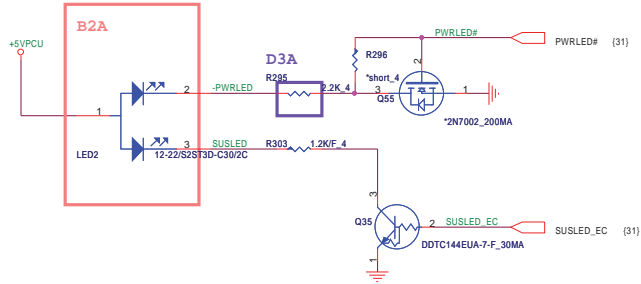 B2A
+5VPCU
PWRLED#
PWRLED# {31}
D3A
R296
2
R295
*short_4
2 -PWRLED
2.2K_4
3
1
Q55
1
*2N7002_200MA
3 SUSLED
R303
1.2K/F_4
LED2
12-22/S2ST3D-C30/2C
3
Q35
2 SUSLED_EC
SUSLED_EC {31}
DDTC144EUA-7-F_30MA
1